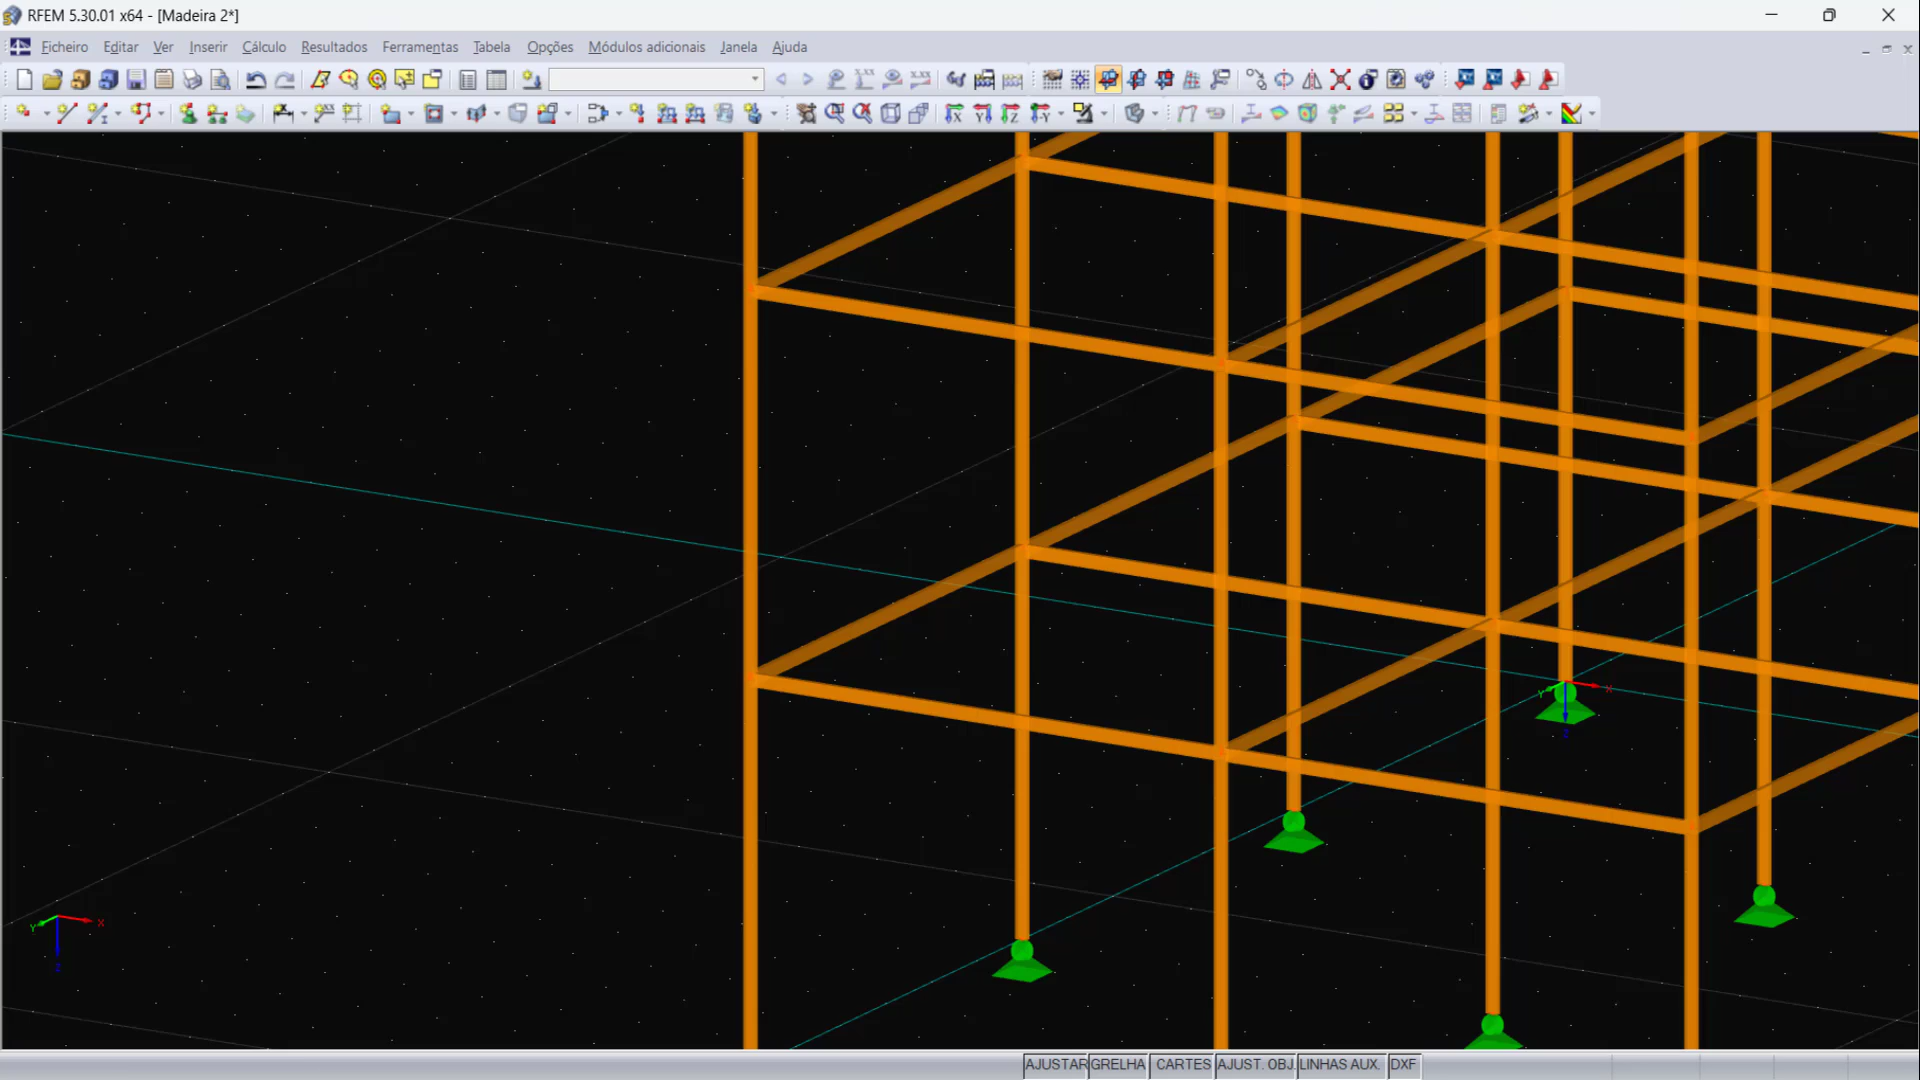 RFEM 5.30.01 x64 - [Madeira 2*]
Ficheiro Editar Ver Inserir Cálculo Resultados Ferramentas Tabela Opções Módulos adicionais Janela Ajuda
X
Y
Z
Y X
Z
AJUSTAR GRELHA CARTES AJUST. OBJ. LINHAS AUX. DXF